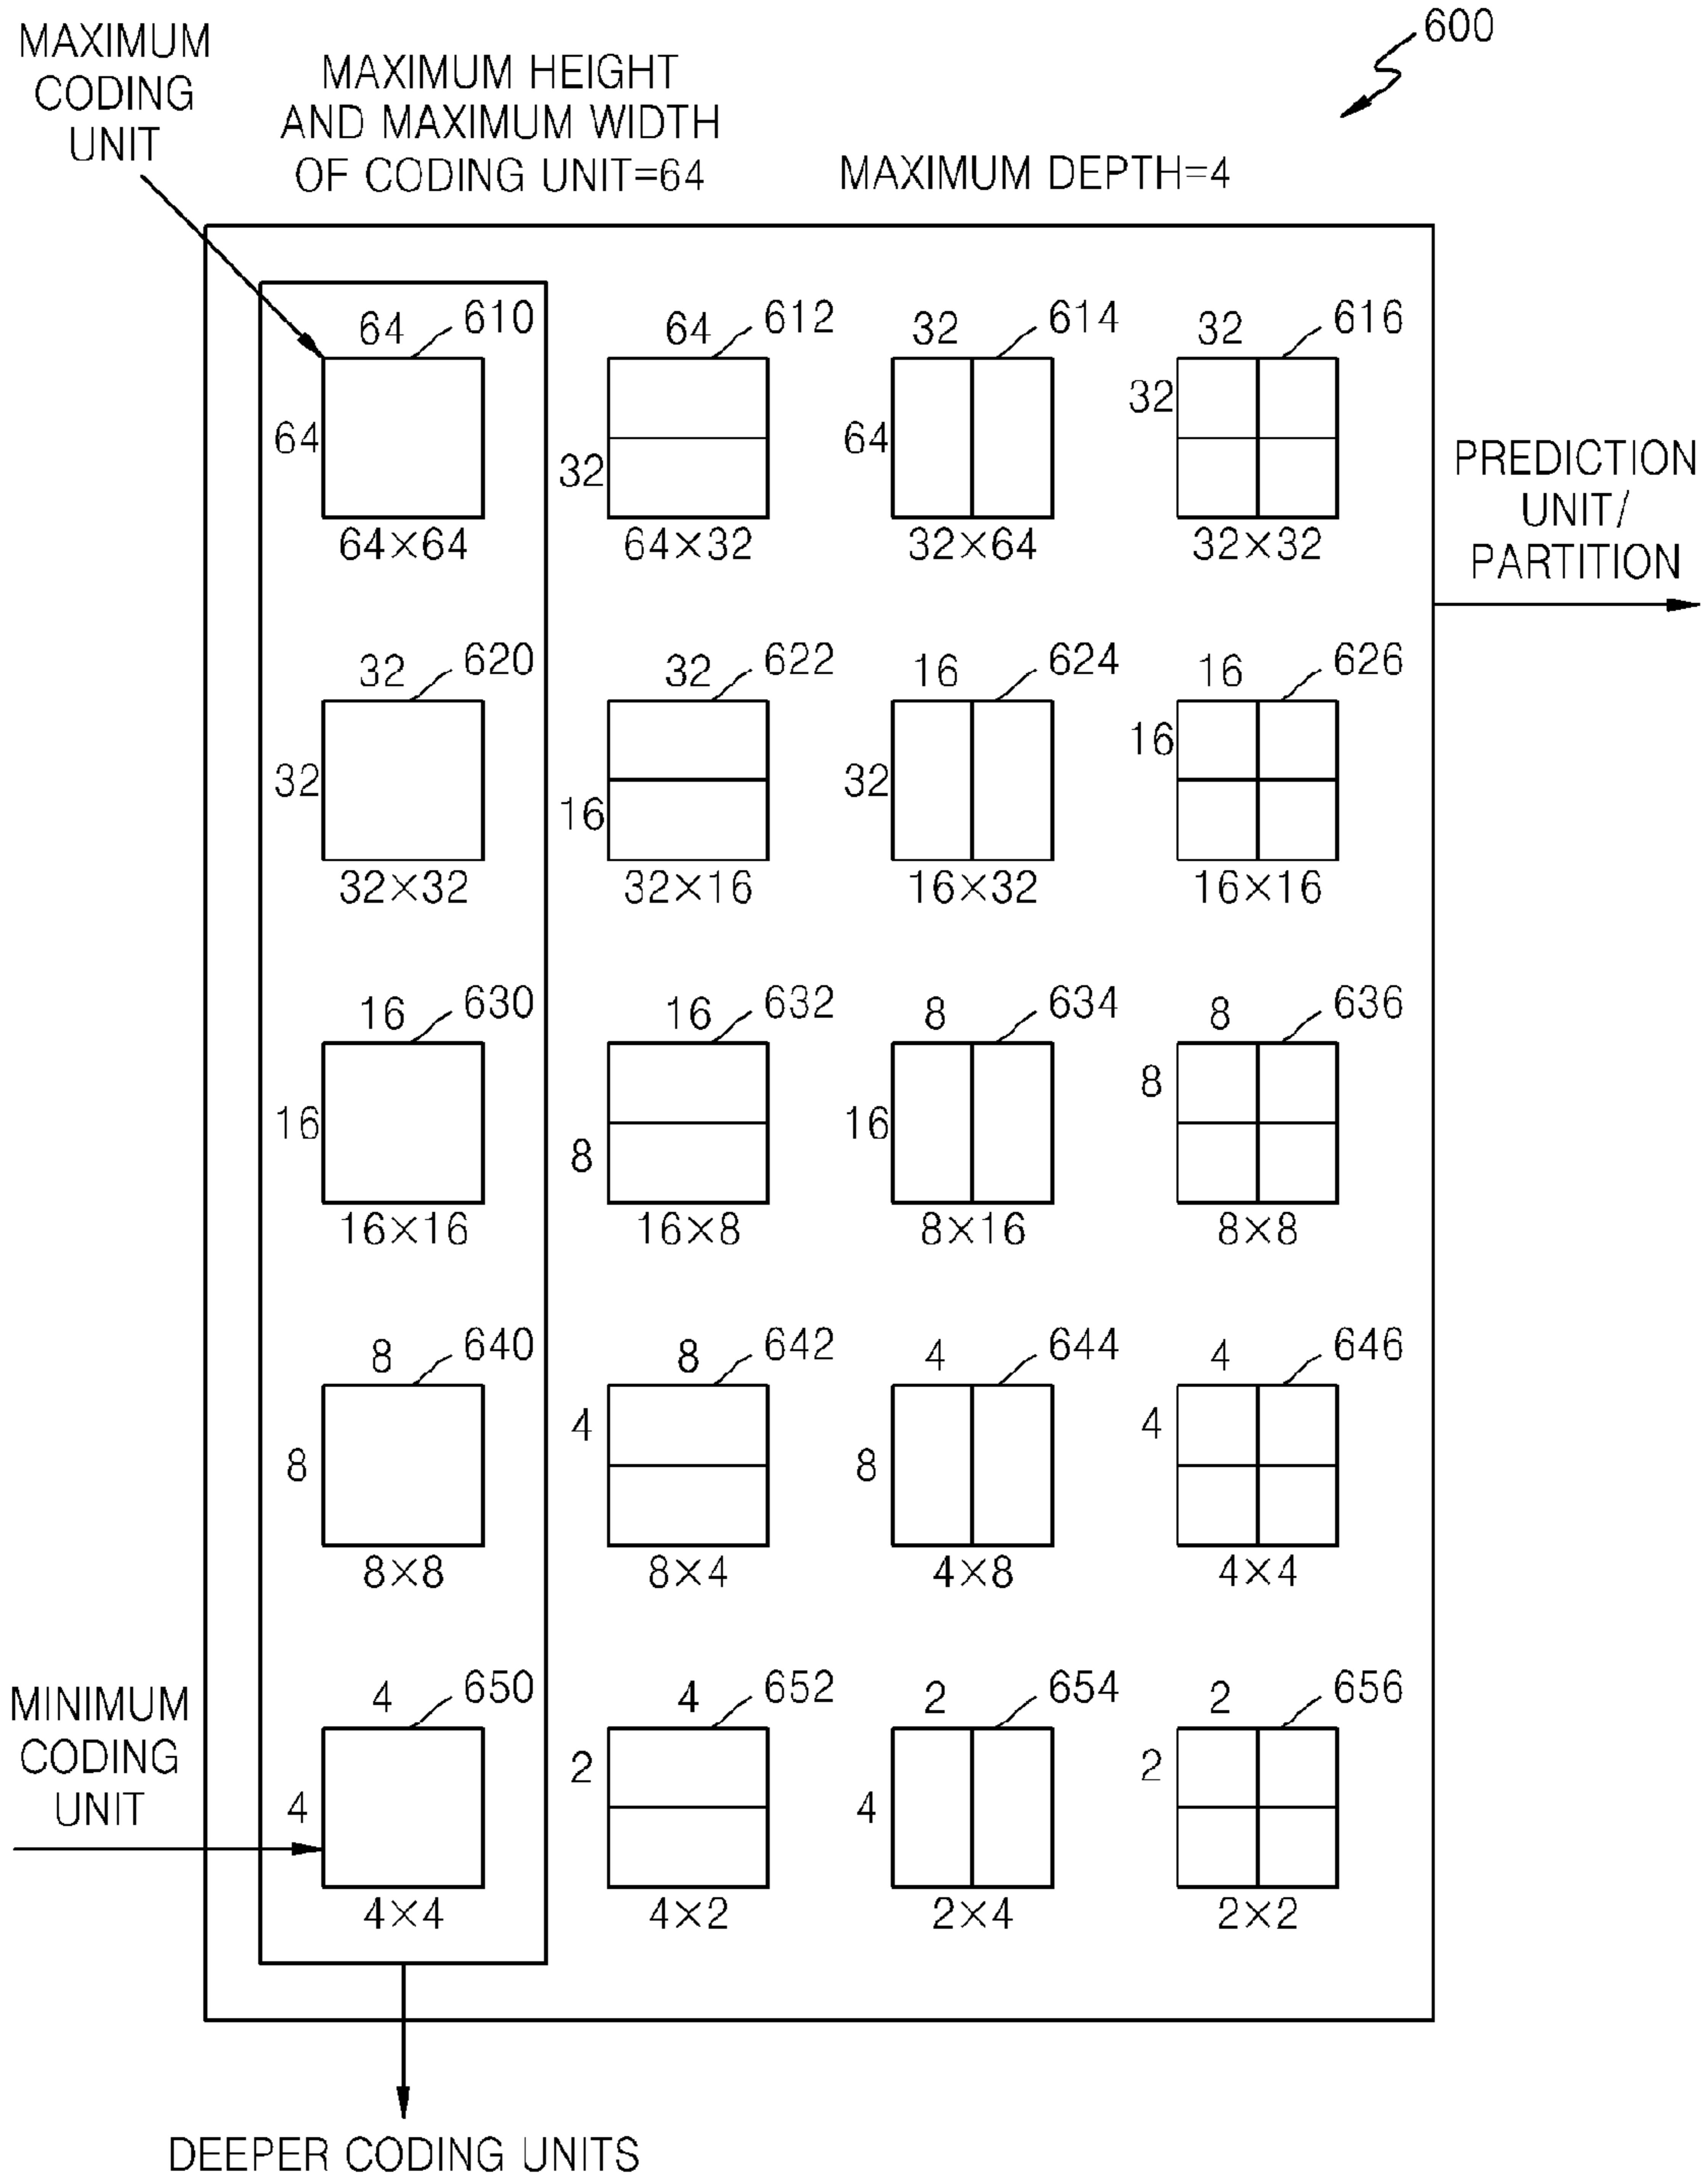 600
MAXIMUM
CODING
UNIT
MAXIMUM HEIGHT
AND MAXIMUM WIDTH
OF CODING UNIT=64
MAXIMUM DEPTH=4
64 610 64 612 32 614 32 616
64 32 64 32
64×64 64×32 32×64 32×32
PREDICTION
UNIT/
PARTITION
32 620 32 622 16 624 16 626
32 16 32 16
32×32 32×16 16×32 16×16
16 630 16 632 8 634 8 636
16 8 16 8
16×16 16×8 8×16 8×8
8 640 8 642 4 644 4 646
8 4 8 4
8×8 8×4 4×8 4×4
MINIMUM
CODING
UNIT
4 650 4 652 2 654 2 656
4 2 4 2
4×4 4×2 2×4 2×2
DEEPER CODING UNITS